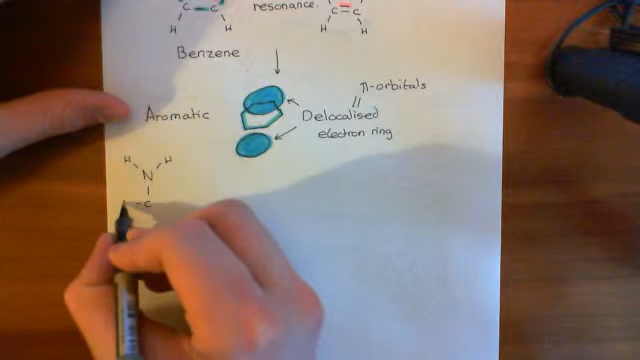 C = C
C = C
H
H
H
H
resonance.
Benzene
π-orbitals
Aromatic
Delocalised
electron ring
H
H
N
-C